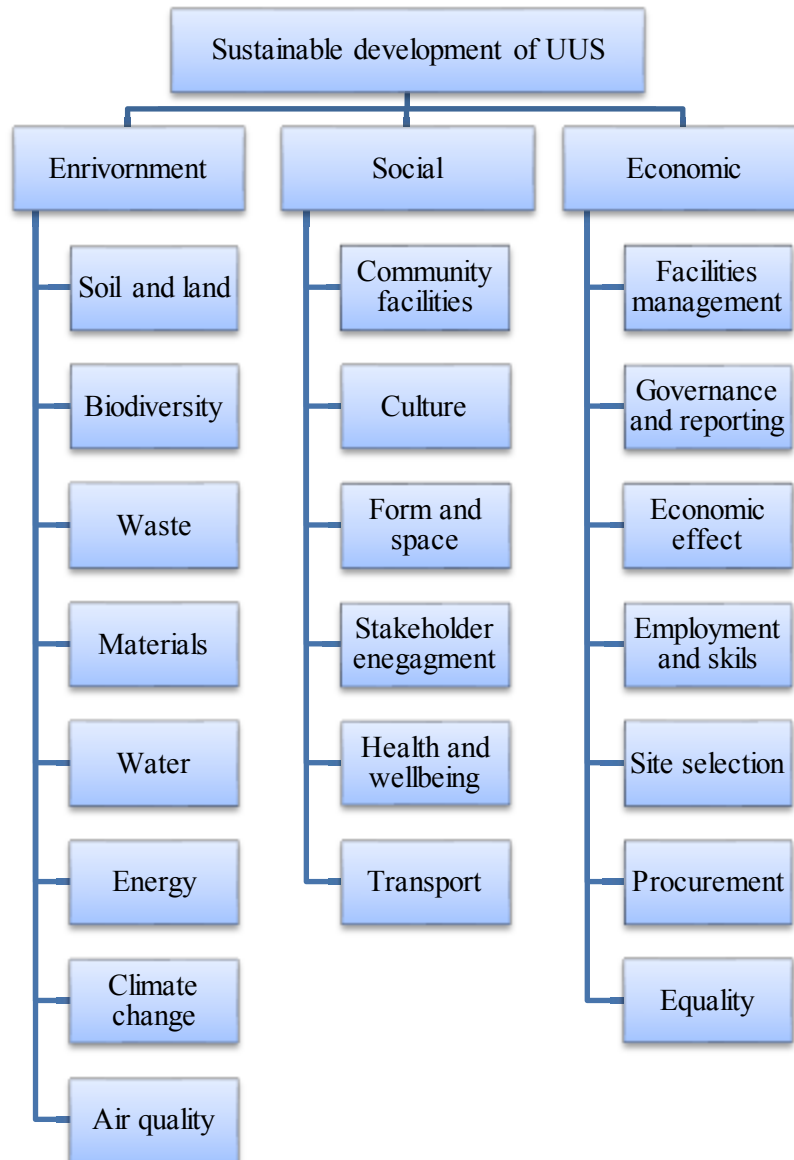 Sustainable development of UUS
Enrivornment
Social
Economic
Soil and land
Biodiversity
Waste
Materials
Water
Energy
Climate
change
Air quality
Community
facilities
Culture
Form and
space
Stakeholder
enegagment
Health and
wellbeing
Transport
Facilities
management
Governance
and reporting
Economic
effect
Employment
and skils
Site selection
Procurement
Equality